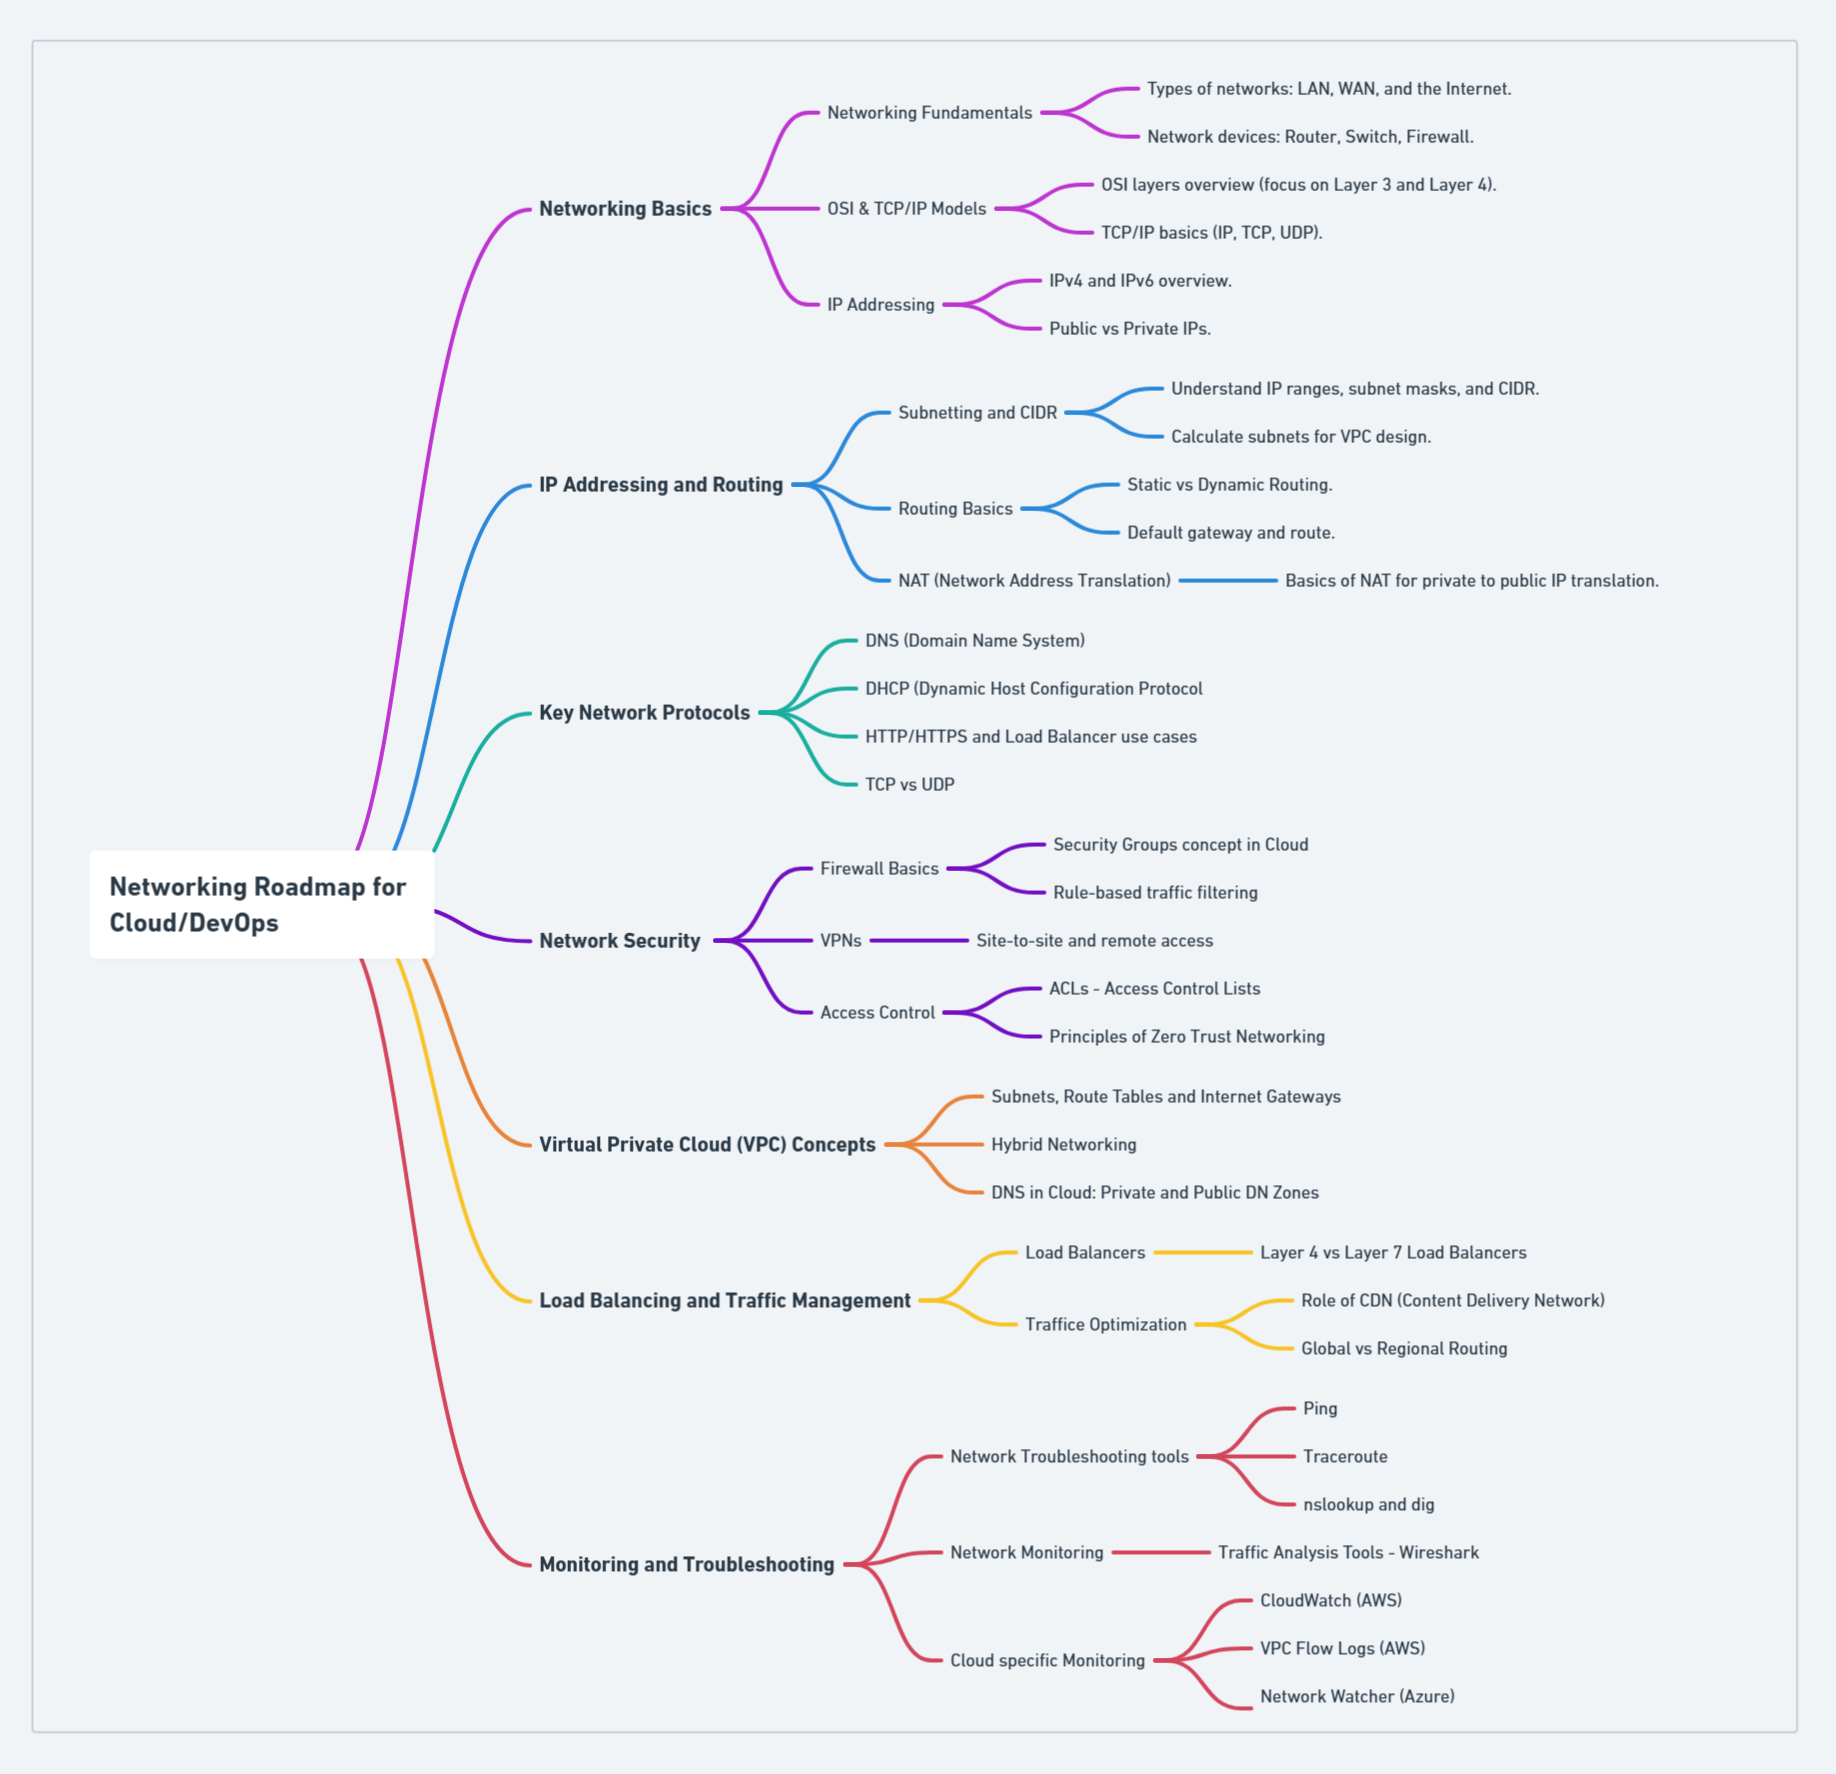 Networking Roadmap for
Cloud/DevOps
Networking Basics
Networking Fundamentals
Types of networks: LAN, WAN, and the Internet.
Network devices: Router, Switch, Firewall.
OSI & TCP/IP Models
OSI layers overview (focus on Layer 3 and Layer 4).
TCP/IP basics (IP, TCP, UDP).
IP Addressing
IPv4 and IPv6 overview.
Public vs Private IPs.
IP Addressing and Routing
Subnetting and CIDR
Understand IP ranges, subnet masks, and CIDR.
Calculate subnets for VPC design.
Routing Basics
Static vs Dynamic Routing.
Default gateway and route.
NAT (Network Address Translation)
Basics of NAT for private to public IP translation.
Key Network Protocols
DNS (Domain Name System)
DHCP (Dynamic Host Configuration Protocol
HTTP/HTTPS and Load Balancer use cases
TCP vs UDP
Network Security
Firewall Basics
Security Groups concept in Cloud
Rule-based traffic filtering
VPNs
Site-to-site and remote access
Access Control
ACLs - Access Control Lists
Principles of Zero Trust Networking
Virtual Private Cloud (VPC) Concepts
Subnets, Route Tables and Internet Gateways
Hybrid Networking
DNS in Cloud: Private and Public DN Zones
Load Balancing and Traffic Management
Load Balancers
Layer 4 vs Layer 7 Load Balancers
Traffice Optimization
Role of CDN (Content Delivery Network)
Global vs Regional Routing
Monitoring and Troubleshooting
Network Troubleshooting tools
Ping
Traceroute
nslookup and dig
Network Monitoring
Traffic Analysis Tools - Wireshark
Cloud specific Monitoring
CloudWatch (AWS)
VPC Flow Logs (AWS)
Network Watcher (Azure)